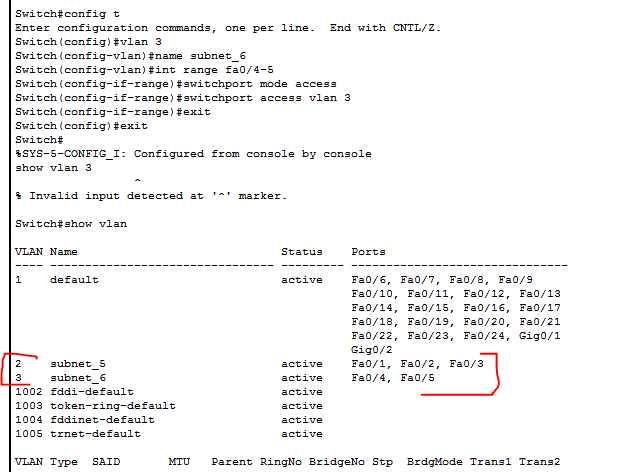 Switch#config t
Enter configuration commands, one per line.  End with CNTL/Z.
Switch(config)#vlan 3
Switch(config-vlan)#name subnet_6
Switch(config-vlan)#int range fa0/4-5
Switch(config-if-range)#switchport mode access
Switch(config-if-range)#switchport access vlan 3
Switch(config-if-range)#exit
Switch(config)#exit
Switch#
%SYS-5-CONFIG_I: Configured from console by console
show vlan 3
                 ^
% Invalid input detected at '^' marker.
Switch#show vlan
VLAN Name                             Status    Ports
---- -------------------------------- --------- -------------------------------
1    default                          active    Fa0/6, Fa0/7, Fa0/8, Fa0/9
                                                Fa0/10, Fa0/11, Fa0/12, Fa0/13
                                                Fa0/14, Fa0/15, Fa0/16, Fa0/17
                                                Fa0/18, Fa0/19, Fa0/20, Fa0/21
                                                Fa0/22, Fa0/23, Fa0/24, Gig0/1
                                                Gig0/2
2    subnet_5                         active    Fa0/1, Fa0/2, Fa0/3
3    subnet_6                         active    Fa0/4, Fa0/5
1002 fddi-default                     active
1003 token-ring-default               active
1004 fddinet-default                  active
1005 trnet-default                    active
VLAN Type  SAID       MTU   Parent RingNo BridgeNo Stp  BrdgMode Trans1 Trans2